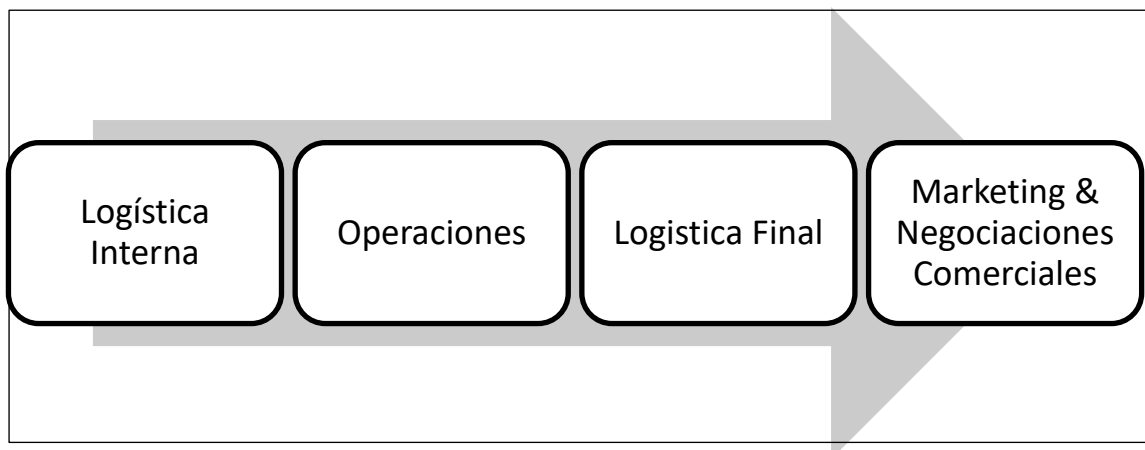 Logística
Interna
Operaciones
Logistica Final
Marketing &
Negociaciones
Comerciales